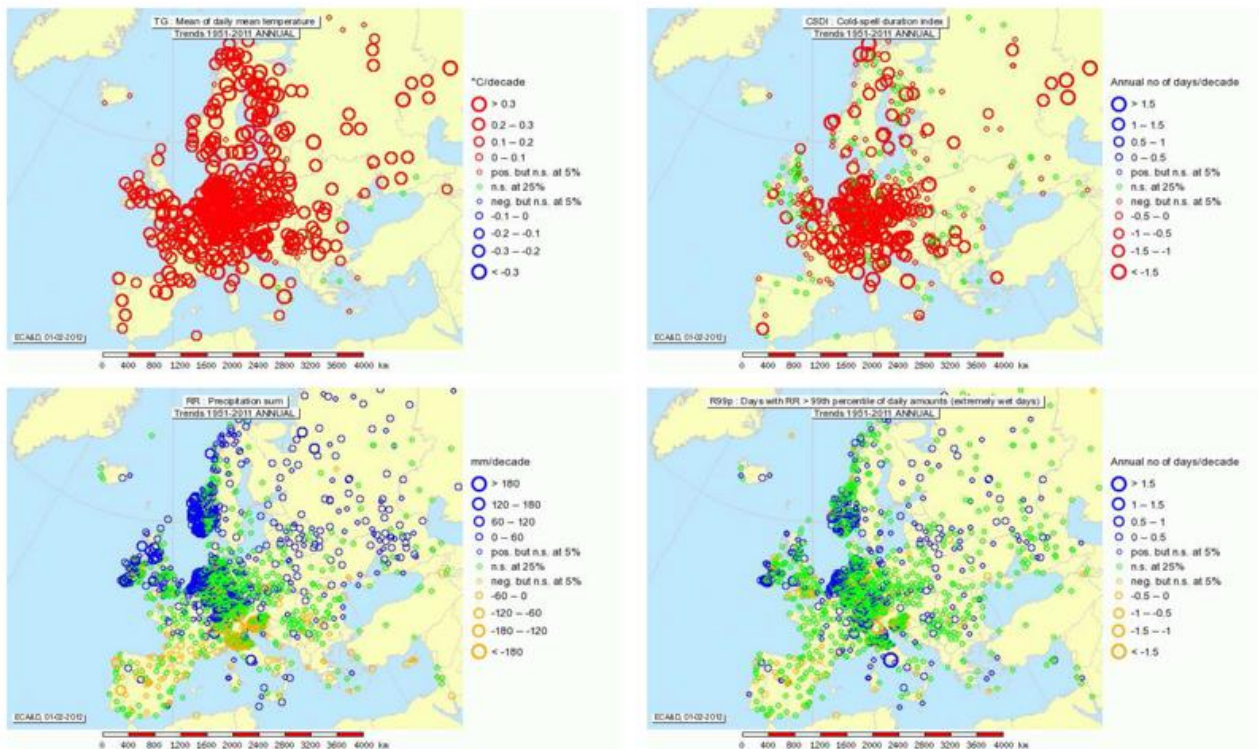 TG : Mean of daily mean temperature
Trends 1951-2011 ANNUAL
°C/decade
> 0.3
0.2 -- 0.3
0.1 -- 0.2
0 -- 0.1
pos. but n.s. at 5%
n.s. at 25%
neg. but n.s. at 5%
-0.1 -- 0
-0.2 -- -0.1
-0.3 -- -0.2
< -0.3
ECA&D, 01-02-2012
0 400 800 1200 1600 2000 2400 2800 3200 3600 4000 km
CSDI : Cold-spell duration index
Trends 1951-2011 ANNUAL
Annual no of days/decade
> 1.5
1 -- 1.5
0.5 -- 1
0 -- 0.5
pos. but n.s. at 5%
n.s. at 25%
neg. but n.s. at 5%
-0.5 -- 0
-1 -- -0.5
-1.5 -- -1
< -1.5
ECA&D, 01-02-2012
0 400 800 1200 1600 2000 2400 2800 3200 3600 4000 km
RR : Precipitation sum
Trends 1951-2011 ANNUAL
mm/decade
> 180
120 -- 180
60 -- 120
0 -- 60
pos. but n.s. at 5%
n.s. at 25%
neg. but n.s. at 5%
-60 -- 0
-120 -- -60
-180 -- -120
< -180
ECA&D, 01-02-2012
0 400 800 1200 1600 2000 2400 2800 3200 3600 4000 km
R99p : Days with RR > 99th percentile of daily amounts (extremely wet days)
Trends 1951-2011 ANNUAL
Annual no of days/decade
> 1.5
1 -- 1.5
0.5 -- 1
0 -- 0.5
pos. but n.s. at 5%
n.s. at 25%
neg. but n.s. at 5%
-0.5 -- 0
-1 -- -0.5
-1.5 -- -1
< -1.5
ECA&D, 01-02-2012
0 400 800 1200 1600 2000 2400 2800 3200 3600 4000 km